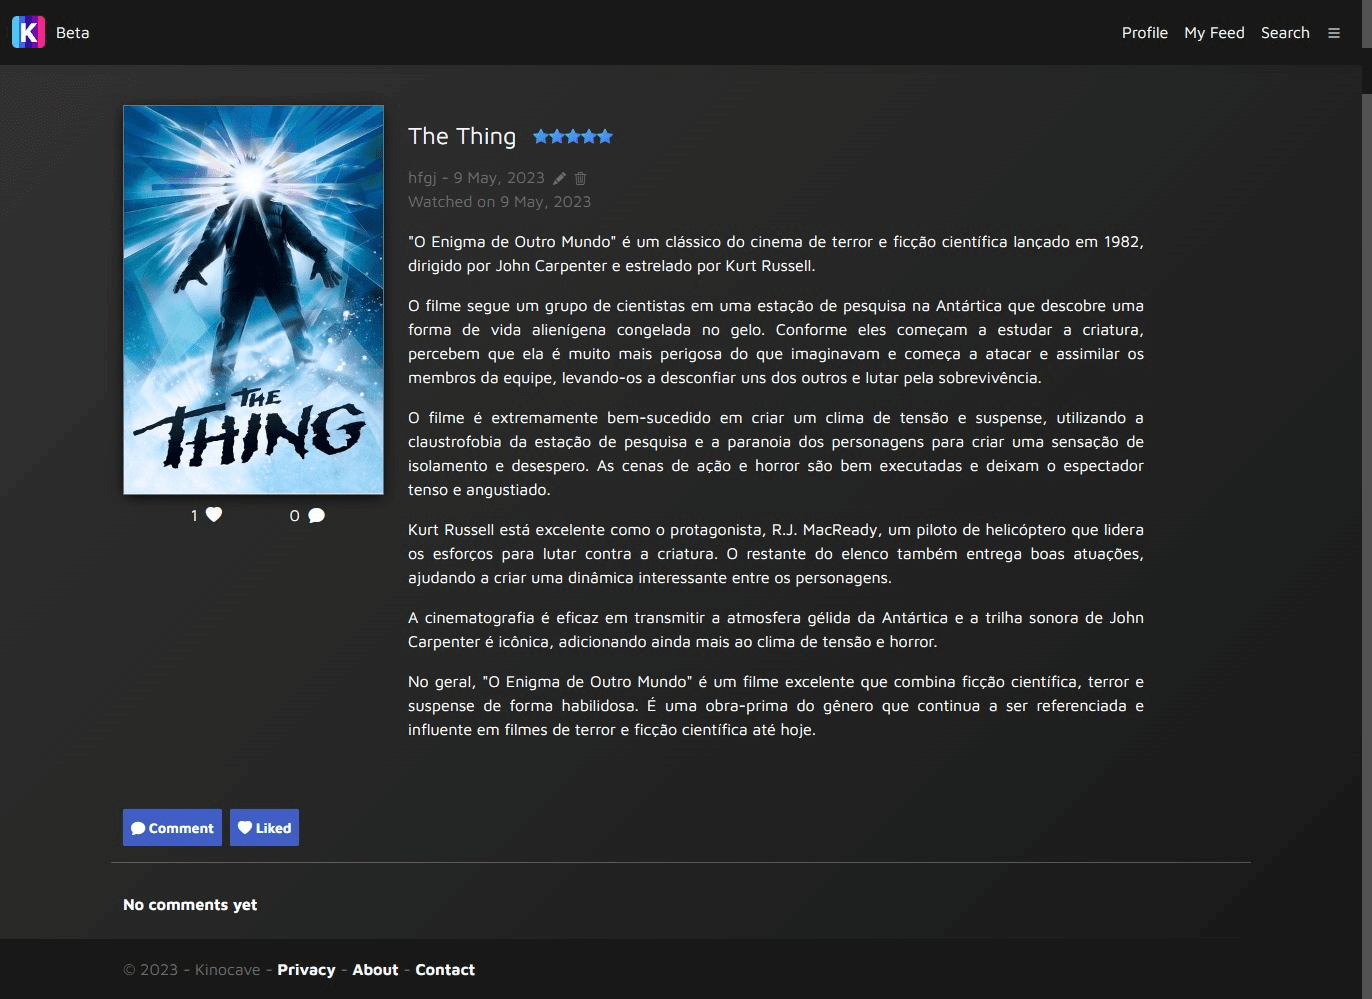 K Beta
Profile My Feed Search
The Thing
hfgj - 9 May, 2023
Watched on 9 May, 2023
"O Enigma de Outro Mundo" é um clássico do cinema de terror e ficção científica lançado em 1982,
dirigido por John Carpenter e estrelado por Kurt Russell.
O filme segue um grupo de cientistas em uma estação de pesquisa na Antártica que descobre uma
forma de vida alienígena congelada no gelo. Conforme eles começam a estudar a criatura,
percebem que ela é muito mais perigosa do que imaginavam e começa a atacar e assimilar os
membros da equipe, levando-os a desconfiar uns dos outros e lutar pela sobrevivência.
O filme é extremamente bem-sucedido em criar um clima de tensão e suspense, utilizando a
claustrofobia da estação de pesquisa e a paranoia dos personagens para criar uma sensação de
isolamento e desespero. As cenas de ação e horror são bem executadas e deixam o espectador
tenso e angustiado.
Kurt Russell está excelente como o protagonista, R.J. MacReady, um piloto de helicóptero que lidera
os esforços para lutar contra a criatura. O restante do elenco também entrega boas atuações,
ajudando a criar uma dinâmica interessante entre os personagens.
A cinematografia é eficaz em transmitir a atmosfera gélida da Antártica e a trilha sonora de John
Carpenter é icônica, adicionando ainda mais ao clima de tensão e horror.
No geral, "O Enigma de Outro Mundo" é um filme excelente que combina ficção científica, terror e
suspense de forma habilidosa. É uma obra-prima do gênero que continua a ser referenciada e
influente em filmes de terror e ficção científica até hoje.
THE
THING
1 0
Comment Liked
No comments yet
© 2023 - Kinocave - Privacy - About - Contact